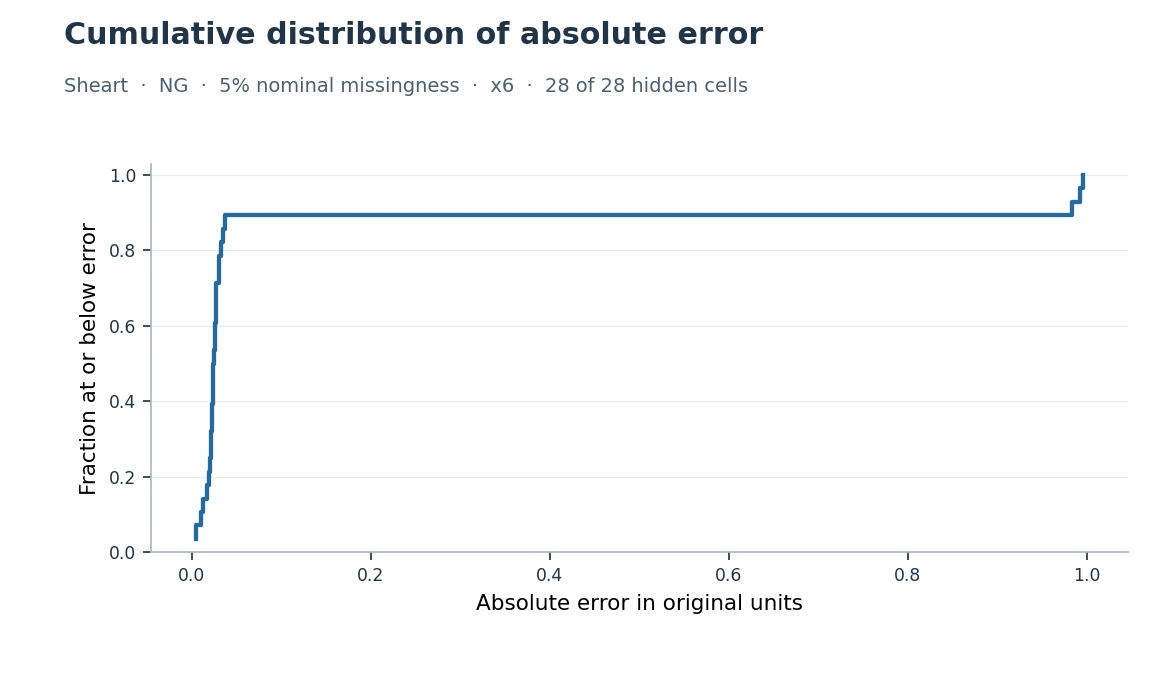 Cumulative distribution of absolute error
Sheart · NG · 5% nominal missingness · x6 · 28 of 28 hidden cells
Fraction at or below error
1.0
0.8
0.6
0.4
0.2
0.0
0.0 0.2 0.4 0.6 0.8 1.0
Absolute error in original units